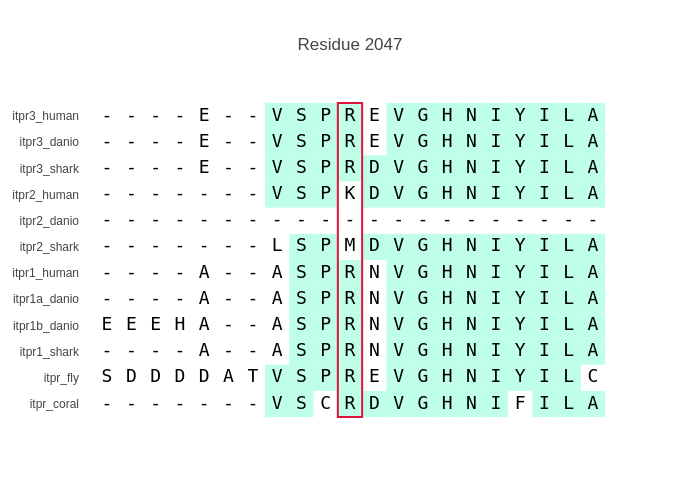 Residue 2047
itpr3_human - - - - E - - V S P R E V G H N I Y I L A
itpr3_danio - - - - E - - V S P R E V G H N I Y I L A
itpr3_shark - - - - E - - V S P R D V G H N I Y I L A
itpr2_human - - - - - - - V S P K D V G H N I Y I L A
itpr2_danio - - - - - - - - - - - - - - - - - - - - -
itpr2_shark - - - - - - - L S P M D V G H N I Y I L A
itpr1_human - - - - A - - A S P R N V G H N I Y I L A
itpr1a_danio - - - - A - - A S P R N V G H N I Y I L A
itpr1b_danio E E E H A - - A S P R N V G H N I Y I L A
itpr1_shark - - - - A - - A S P R N V G H N I Y I L A
itpr_fly S D D D D A T V S P R E V G H N I Y I L C
itpr_coral - - - - - - - V S C R D V G H N I F I L A